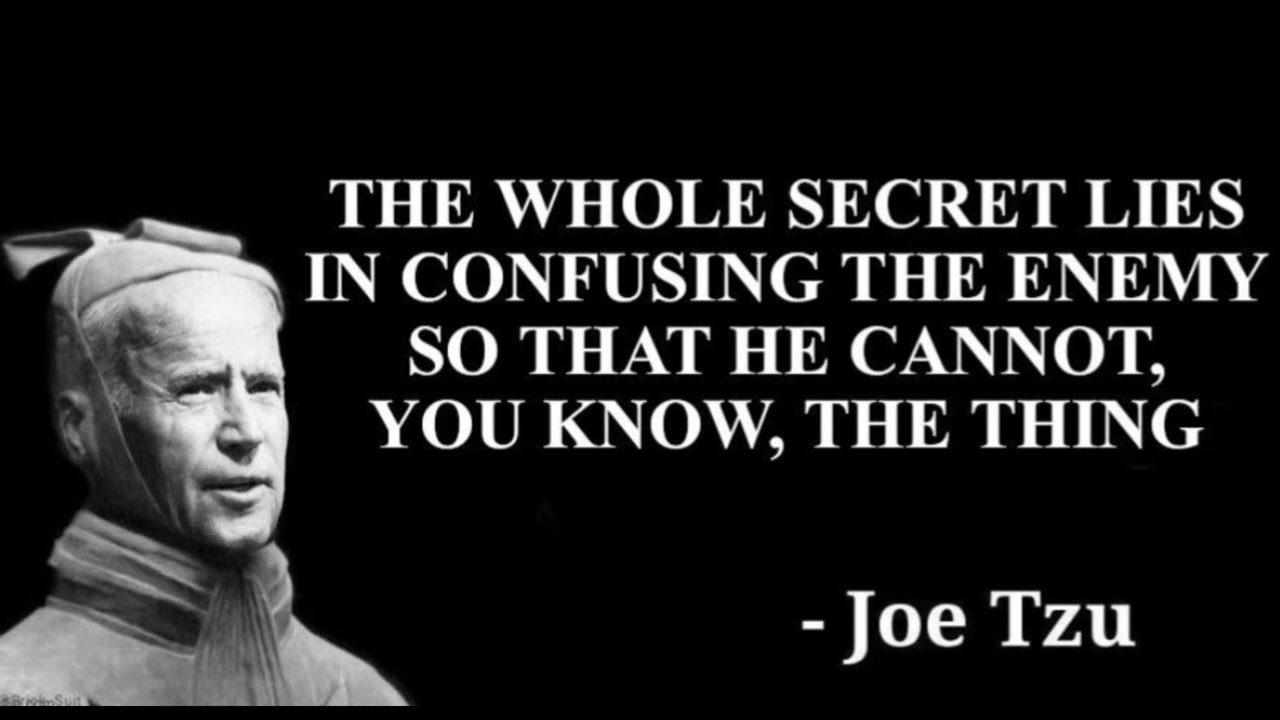 THE WHOLE SECRET LIES
IN CONFUSING THE ENEMY
SO THAT HE CANNOT,
YOU KNOW, THE THING
- Joe Tzu